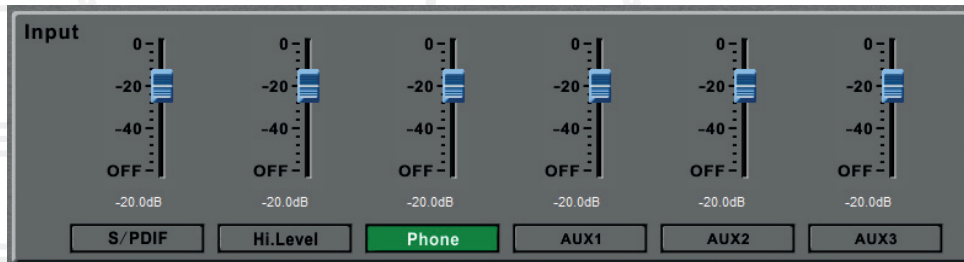 Input
0 0 0 0 0 0
-20 -20 -20 -20 -20 -20
-40 -40 -40 -40 -40 -40
OFF OFF OFF OFF OFF OFF
-20.0dB -20.0dB -20.0dB -20.0dB -20.0dB -20.0dB
S/PDIF Hi.Level Phone AUX1 AUX2 AUX3